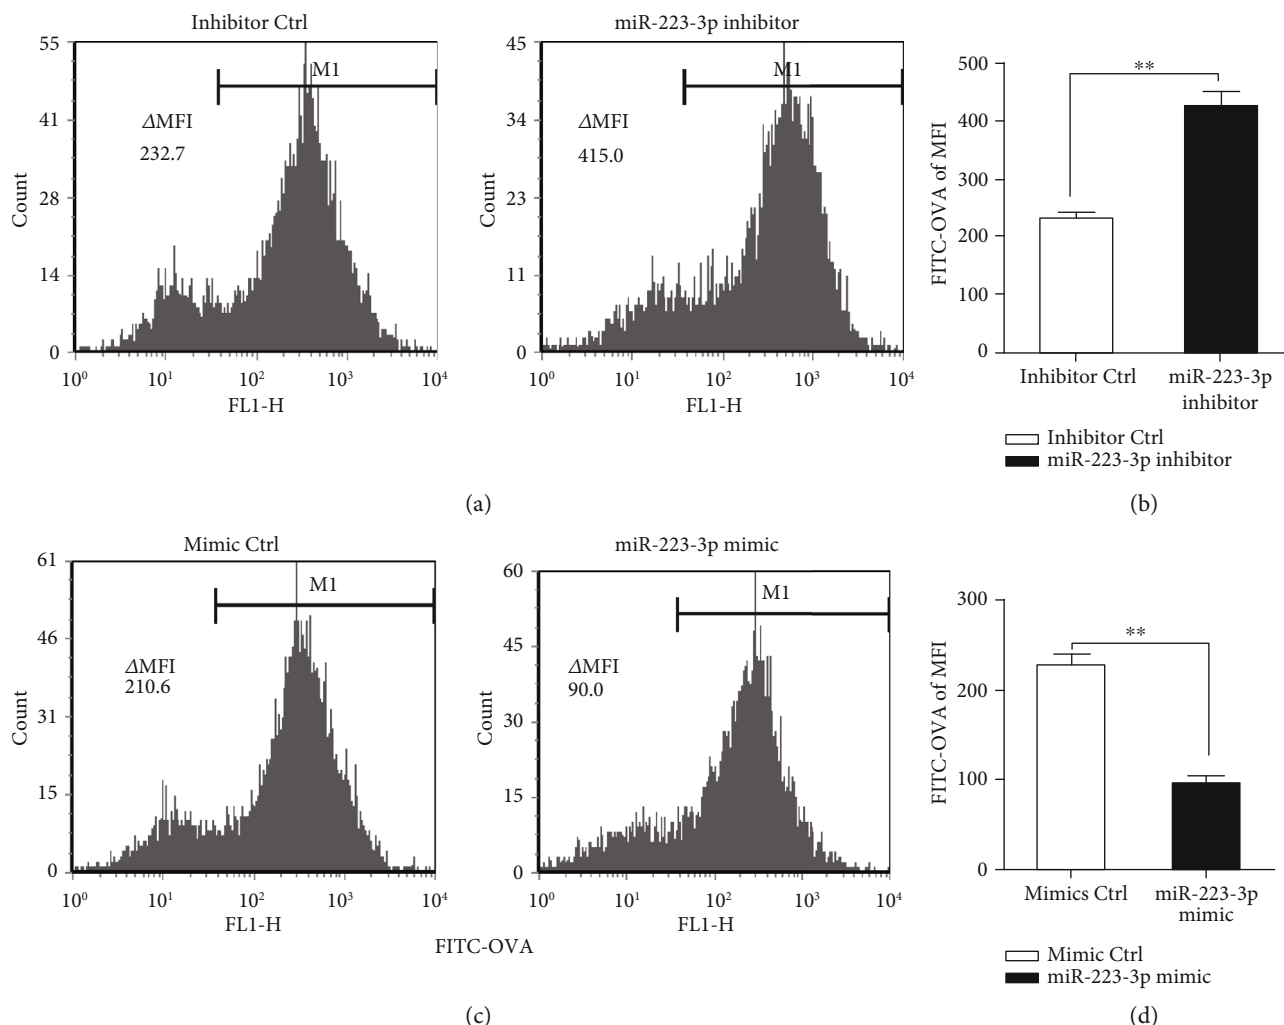 Inhibitor Ctrl
55
41
28
14
0
Count
ΔMFI
232.7
M1
10⁰ 10¹ 10² 10³ 10⁴
FL1-H
miR-223-3p inhibitor
45
34
23
11
0
Count
ΔMFI
415.0
M1
10⁰ 10¹ 10² 10³ 10⁴
FL1-H
(a)
500
400
300
200
100
0
FITC-OVA of MFI
**
Inhibitor Ctrl
miR-223-3p
inhibitor
Inhibitor Ctrl
miR-223-3p inhibitor
(b)
Mimic Ctrl
61
46
31
15
0
Count
ΔMFI
210.6
M1
10⁰ 10¹ 10² 10³ 10⁴
FL1-H
miR-223-3p mimic
60
45
30
15
0
Count
ΔMFI
90.0
M1
10⁰ 10¹ 10² 10³ 10⁴
FL1-H
FITC-OVA
(c)
300
200
100
0
FITC-OVA of MFI
**
Mimics Ctrl
miR-223-3p
mimic
Mimic Ctrl
miR-223-3p mimic
(d)